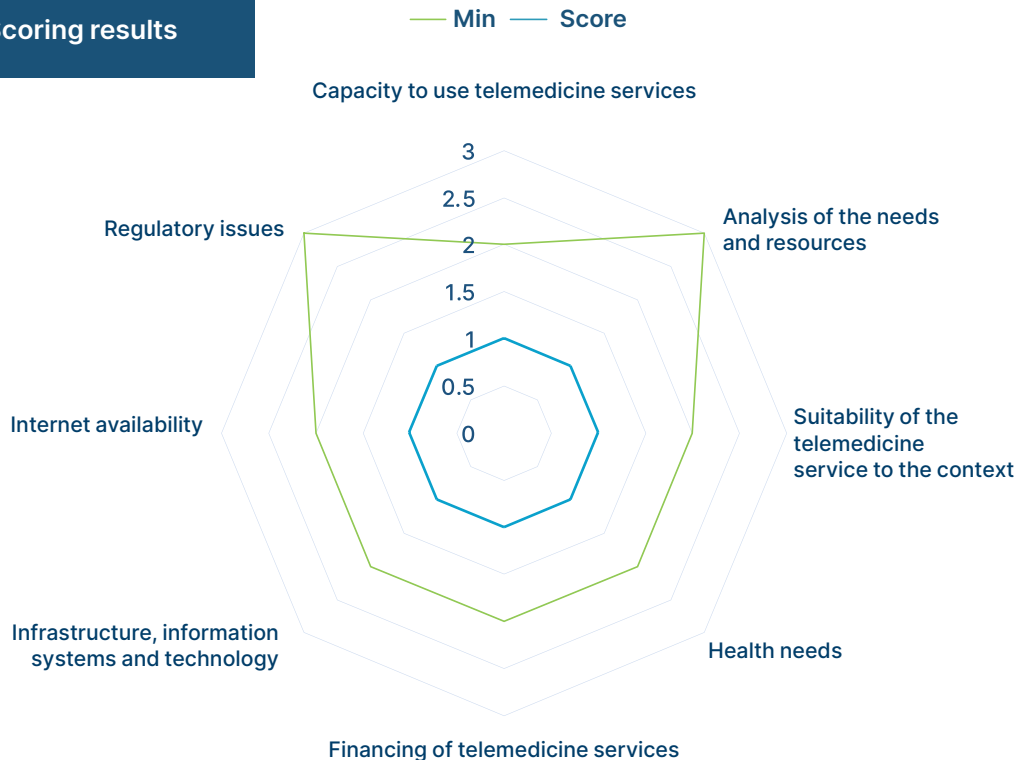 coring results
Min
Score
Capacity to use telemedicine services
3
2.5
2
1.5
1
0.5
0
Analysis of the needs
and resources
Suitability of the
telemedicine
service to the context
Health needs
Financing of telemedicine services
Infrastructure, information
systems and technology
Internet availability
Regulatory issues